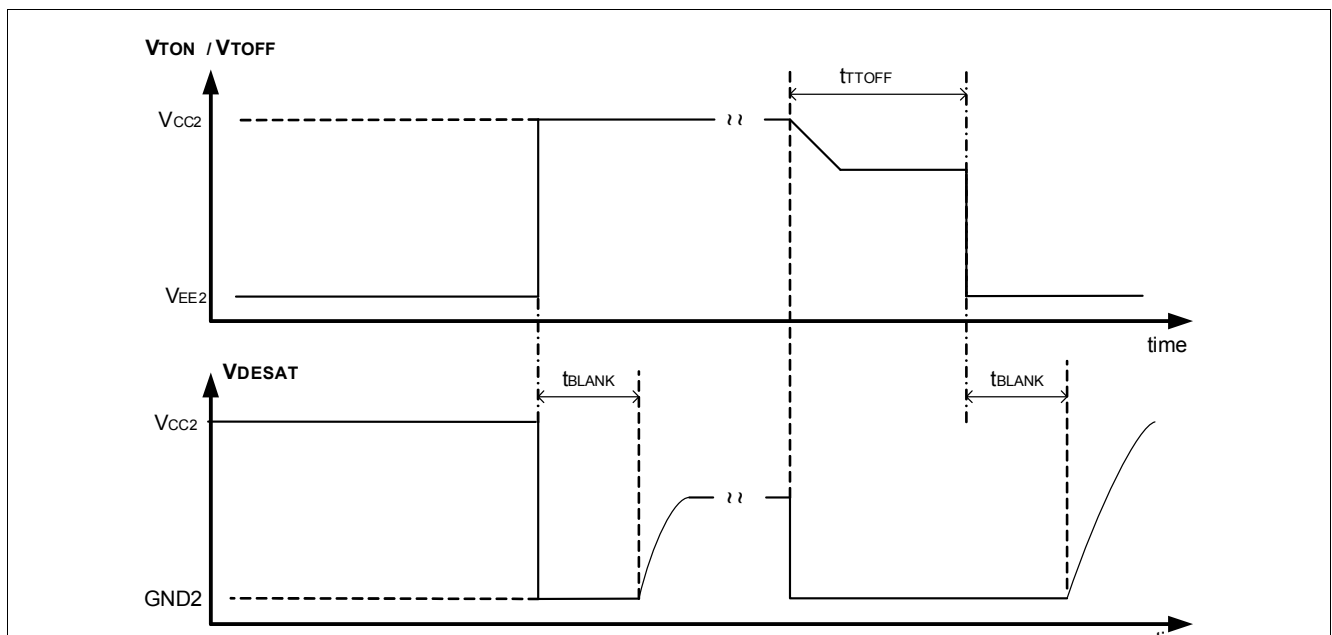 VTON / VTOFF
tTTOFF
VCC2
VEE2
time
VDESAT
tBLANK
tBLANK
VCC2
GND2